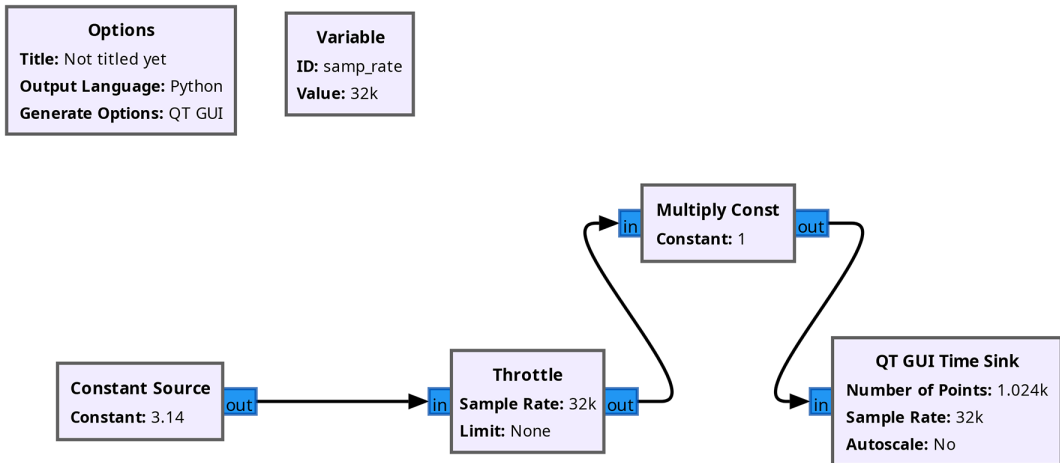 Options
Title: Not titled yet
Output Language: Python
Generate Options: QT GUI
Variable
ID: samp_rate
Value: 32k
Multiply Const
in
out
Constant: 1
Constant Source
out
Constant: 3.14
Throttle
in
Sample Rate: 32k
out
Limit: None
QT GUI Time Sink
Number of Points: 1.024k
in
Sample Rate: 32k
Autoscale: No